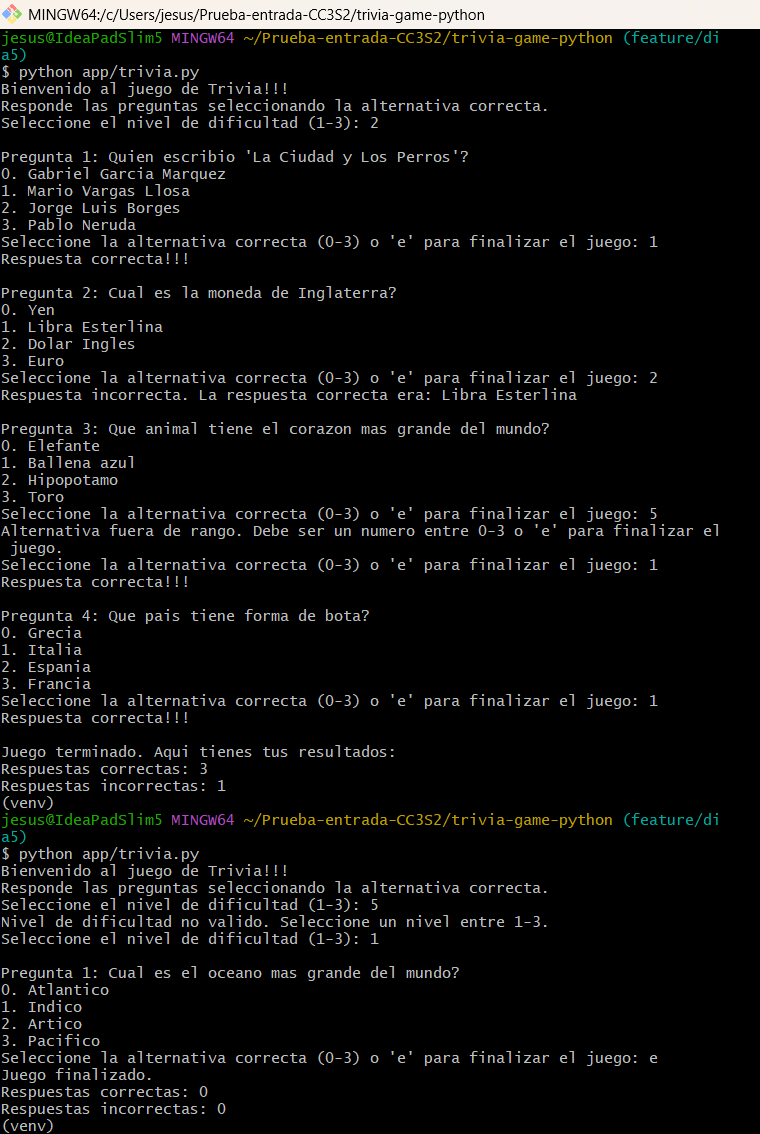 MINGW64:/c/Users/jesus/Prueba-entrada-CC3S2/trivia-game-python
jesus@IdeaPadSlim5 MINGW64 ~/Prueba-entrada-CC3S2/trivia-game-python (feature/di
a5)
$ python app/trivia.py
Bienvenido al juego de Trivia!!!
Responde las preguntas seleccionando la alternativa correcta.
Seleccione el nivel de dificultad (1-3): 2

Pregunta 1: Quien escribio 'La Ciudad y Los Perros'?
0. Gabriel Garcia Marquez
1. Mario Vargas Llosa
2. Jorge Luis Borges
3. Pablo Neruda
Seleccione la alternativa correcta (0-3) o 'e' para finalizar el juego: 1
Respuesta correcta!!!

Pregunta 2: Cual es la moneda de Inglaterra?
0. Yen
1. Libra Esterlina
2. Dolar Ingles
3. Euro
Seleccione la alternativa correcta (0-3) o 'e' para finalizar el juego: 2
Respuesta incorrecta. La respuesta correcta era: Libra Esterlina

Pregunta 3: Que animal tiene el corazon mas grande del mundo?
0. Elefante
1. Ballena azul
2. Hipopotamo
3. Toro
Seleccione la alternativa correcta (0-3) o 'e' para finalizar el juego: 5
Alternativa fuera de rango. Debe ser un numero entre 0-3 o 'e' para finalizar el
 juego.
Seleccione la alternativa correcta (0-3) o 'e' para finalizar el juego: 1
Respuesta correcta!!!

Pregunta 4: Que pais tiene forma de bota?
0. Grecia
1. Italia
2. Espania
3. Francia
Seleccione la alternativa correcta (0-3) o 'e' para finalizar el juego: 1
Respuesta correcta!!!

Juego terminado. Aqui tienes tus resultados:
Respuestas correctas: 3
Respuestas incorrectas: 1
(venv)
jesus@IdeaPadSlim5 MINGW64 ~/Prueba-entrada-CC3S2/trivia-game-python (feature/di
a5)
$ python app/trivia.py
Bienvenido al juego de Trivia!!!
Responde las preguntas seleccionando la alternativa correcta.
Seleccione el nivel de dificultad (1-3): 5
Nivel de dificultad no valido. Seleccione un nivel entre 1-3.
Seleccione el nivel de dificultad (1-3): 1

Pregunta 1: Cual es el oceano mas grande del mundo?
0. Atlantico
1. Indico
2. Artico
3. Pacifico
Seleccione la alternativa correcta (0-3) o 'e' para finalizar el juego: e
Juego finalizado.
Respuestas correctas: 0
Respuestas incorrectas: 0
(venv)